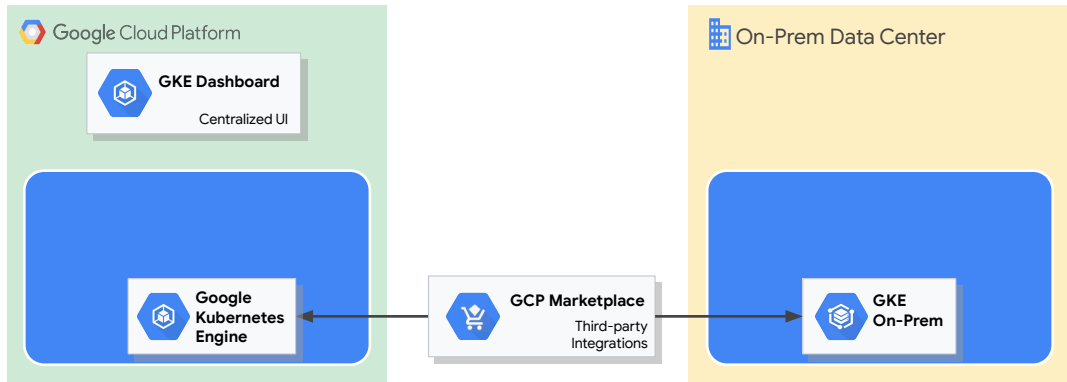 Google Cloud Platform
On-Prem Data Center
GKE Dashboard
Centralized UI
Google
Kubernetes
Engine
GCP Marketplace
Third-party
Integrations
GKE
On-Prem